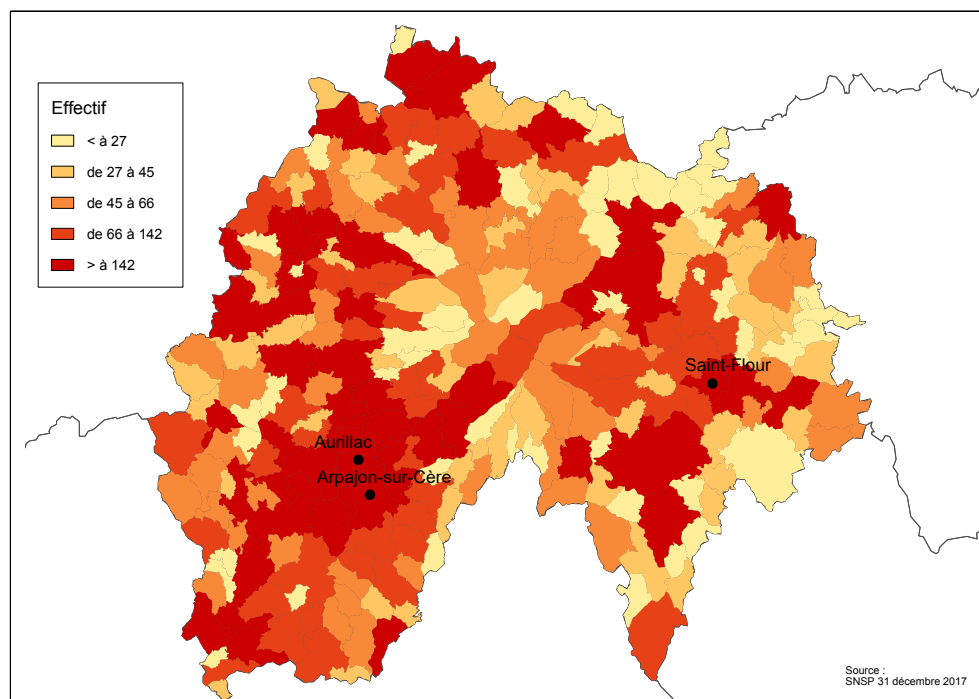 Effectif
< à 27
de 27 à 45
de 45 à 66
de 66 à 142
> à 142
Saint-Flour
Aurillac
Arpajon-sur-Cère
Source :
SNSP 31 décembre 2017